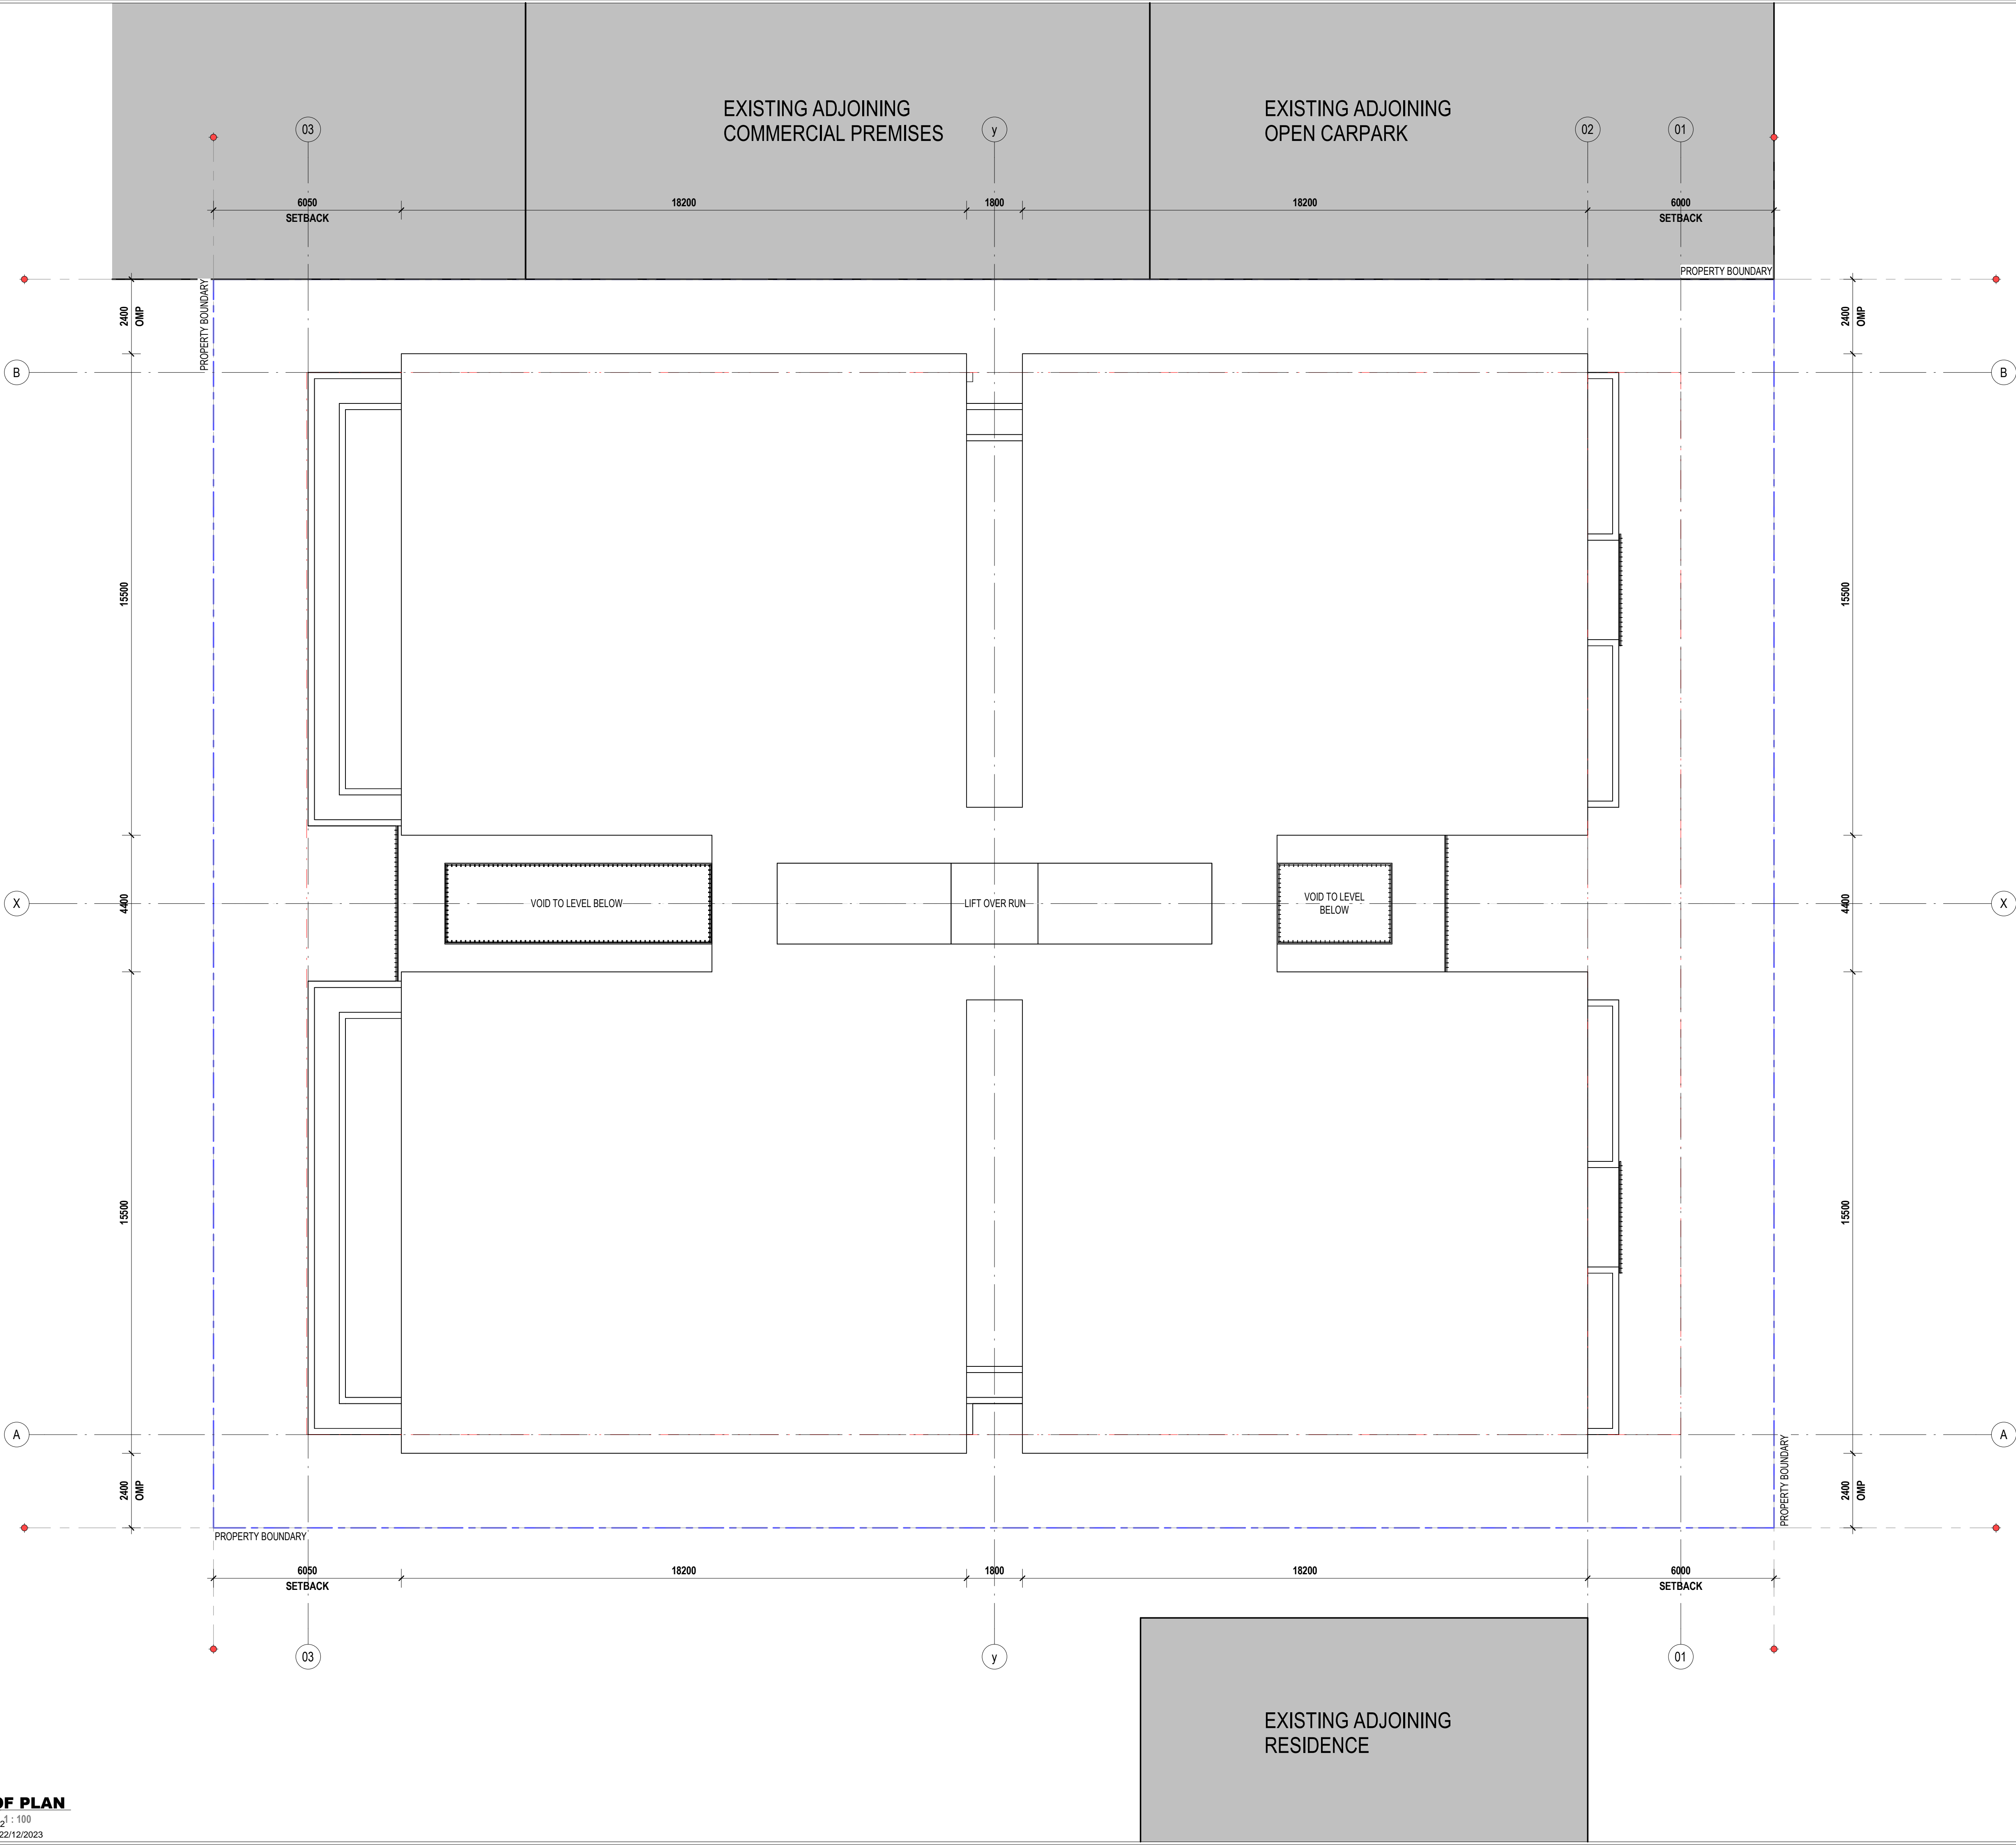 EXISTING ADJOINING
COMMERCIAL PREMISES
EXISTING ADJOINING
OPEN CARPARK
03
y
02
01
6050
SETBACK
18200
1800
18200
6000
SETBACK
PROPERTY BOUNDARY
PROPERTY BOUNDARY
2400
OMP
2400
OMP
B
B
15500
15500
X
4400
VOID TO LEVEL BELOW
LIFT OVER RUN
VOID TO LEVEL
BELOW
4400
X
15500
15500
A
A
2400
OMP
2400
OMP
PROPERTY BOUNDARY
PROPERTY BOUNDARY
6050
SETBACK
18200
1800
18200
6000
SETBACK
03
y
01
EXISTING ADJOINING
RESIDENCE
OF PLAN
1 : 100
2
22/12/2023